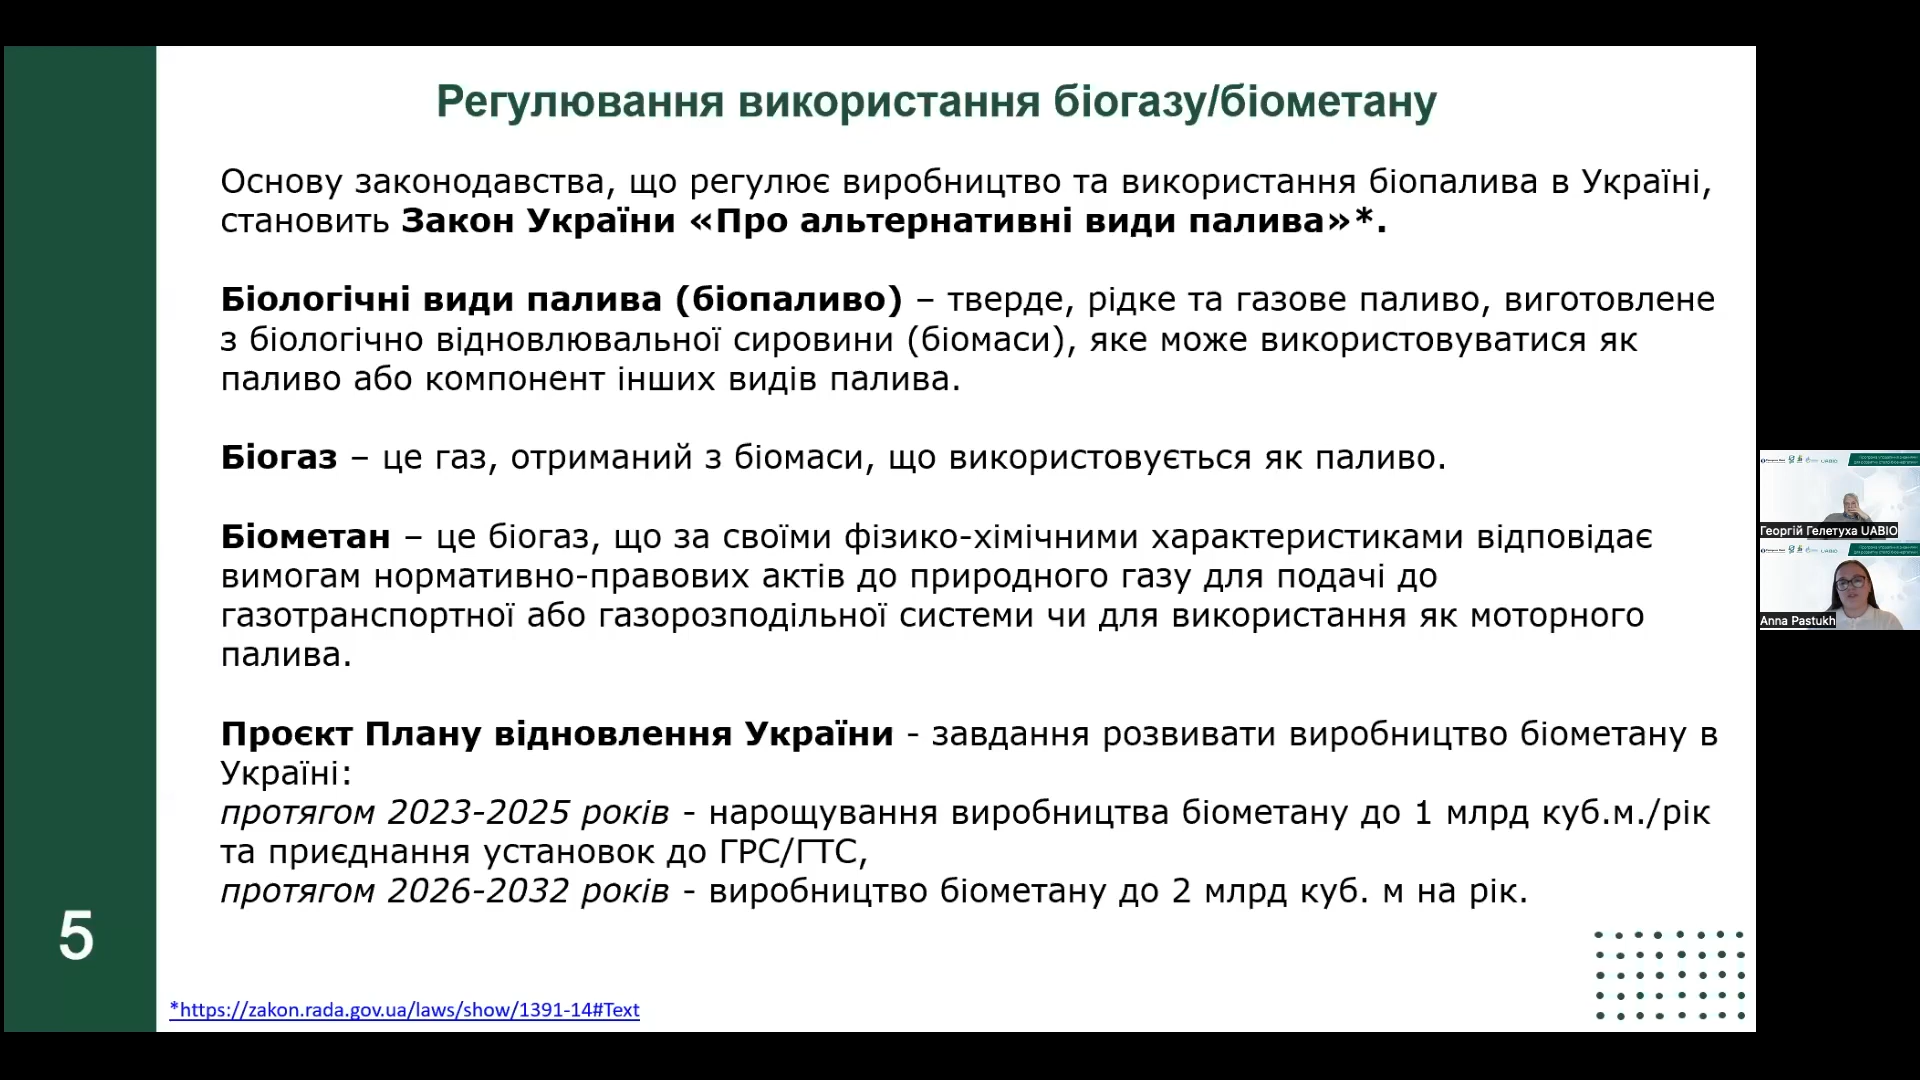 Регулювання використання біогазу/біометану
Основу законодавства, що регулює виробництво та використання біопалива в Україні,
становить Закон України «Про альтернативні види палива»*.
Біологічні види палива (біопаливо) – тверде, рідке та газове паливо, виготовлене
з біологічно відновлювальної сировини (біомаси), яке може використовуватися як
паливо або компонент інших видів палива.
Біогаз – це газ, отриманий з біомаси, що використовується як паливо.
Біометан – це біогаз, що за своїми фізико-хімічними характеристиками відповідає
вимогам нормативно-правових актів до природного газу для подачі до
газотранспортної або газорозподільної системи чи для використання як моторного
палива.
Проєкт Плану відновлення України - завдання розвивати виробництво біометану в
Україні:
протягом 2023-2025 років - нарощування виробництва біометану до 1 млрд куб.м./рік
та приєднання установок до ГРС/ГТС,
протягом 2026-2032 років - виробництво біометану до 2 млрд куб. м на рік.
5
*https://zakon.rada.gov.ua/laws/show/1391-14#Text
Георгій Гелетуха UABIO
Anna Pastukh